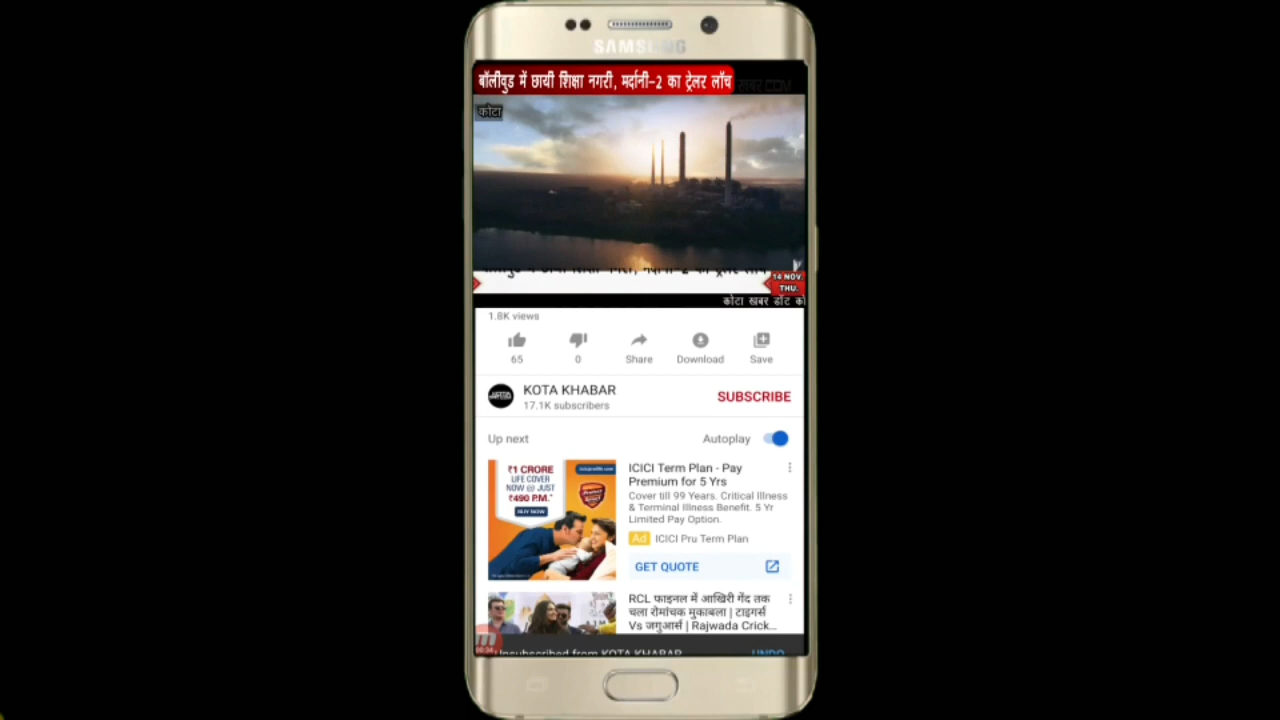 SAMSUNG
बॉलीवुड में छायी शिक्षा नगरी, मर्दानी-2 का ट्रेलर लॉच
खबर.COM
कोटा
14 NOV.
THU.
कोटा खबर डॉट को
1.8K views
65
0
Share
Download
Save
KOTA KHABAR
17.1K subscribers
SUBSCRIBE
Up next
Autoplay
₹1 CRORE
LIFE COVER
NOW @ JUST
₹490 P.M.*
BUY NOW
ICICI Term Plan - Pay
Premium for 5 Yrs
Cover till 99 Years. Critical Illness
& Terminal Illness Benefit. 5 Yr
Limited Pay Option.
Ad ICICI Pru Term Plan
GET QUOTE
RCL फाइनल में आखिरी गेंद तक
चला रोमांचक मुकाबला | टाइगर्स
Vs जगुआर्स | Rajwada Crick...
00:34
Unsubscribed from KOTA KHABAR
UNDO